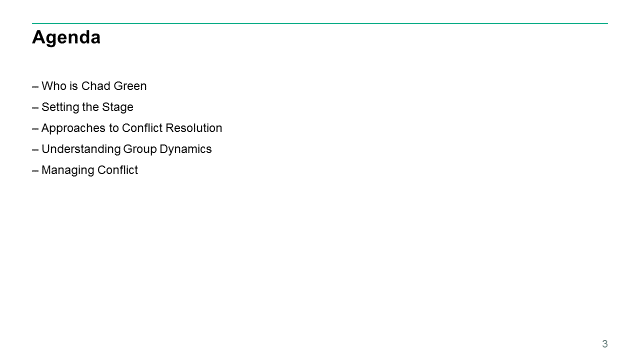 Agenda
– Who is Chad Green
– Setting the Stage
– Approaches to Conflict Resolution
– Understanding Group Dynamics
– Managing Conflict
3